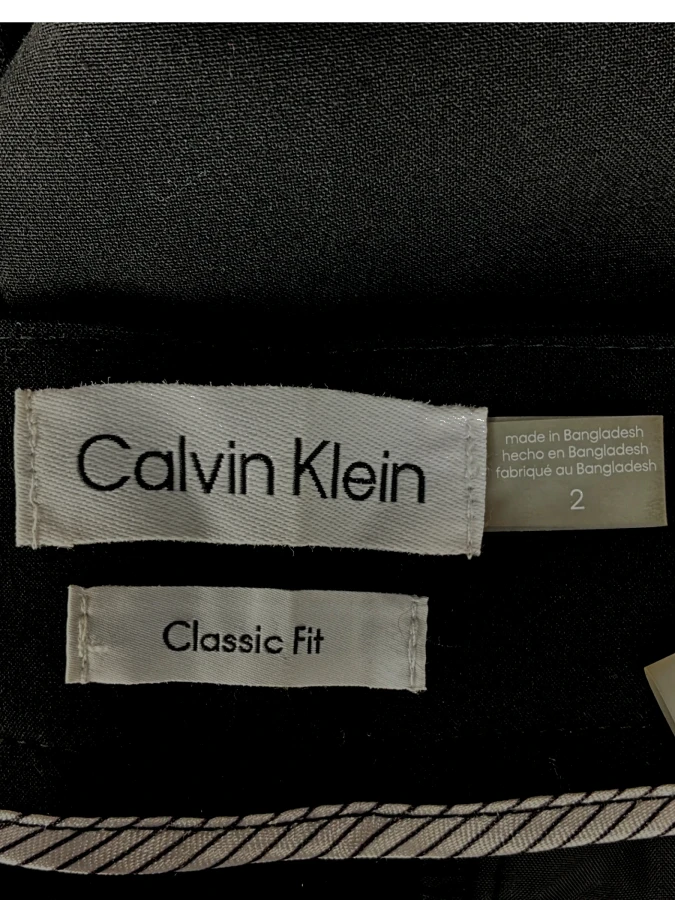 Calvin Klein
made in Bangladesh
hecho en Bangladesh
fabriqué au Bangladesh
2
Classic Fit